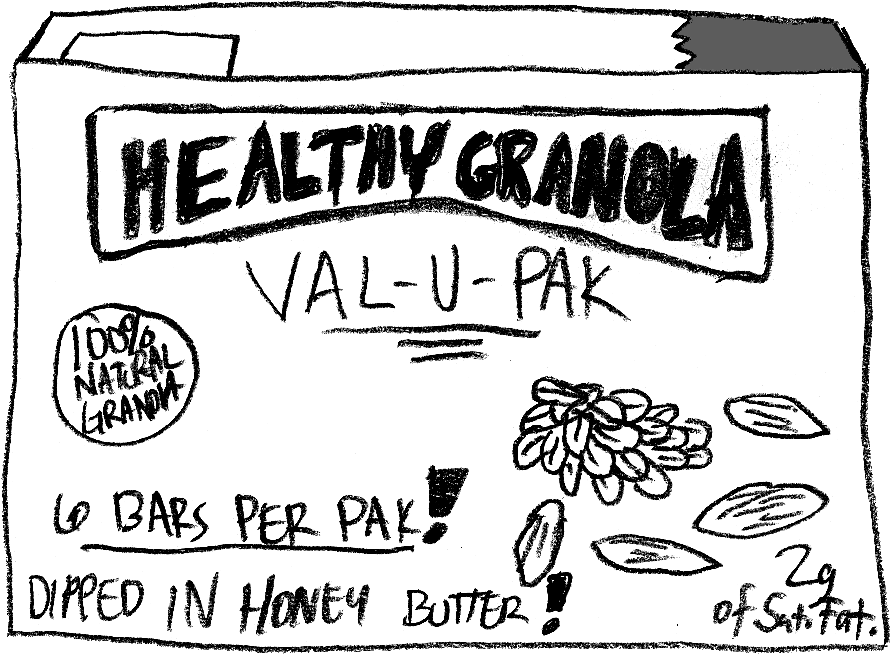 HEALTHY GRANOLA
VAL-U-PAK
100%
NATURAL
GRANOLA
6 BARS PER PAK!
DIPPED IN HONEY BUTTER!
2g
of Sat. Fat.